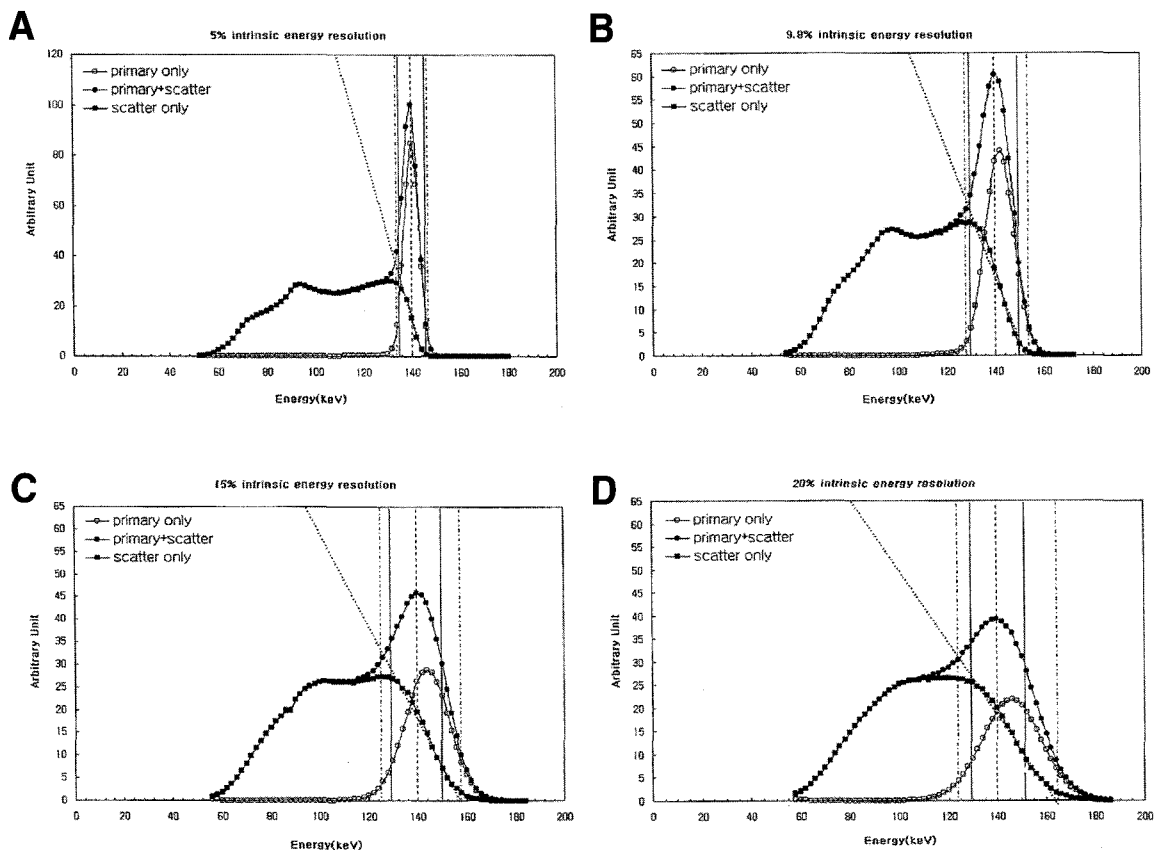 A
5% intrinsic energy resolution
120
100
80
60
40
20
0
Arbitrary Unit
primary only
primary+scatter
scatter only
0 20 40 60 80 100 120 140 160 180 200
Energy(keV)
B
9.8% intrinsic energy resolution
65
60
55
50
45
40
35
30
25
20
15
10
5
0
Arbitrary Unit
primary only
primary+scatter
scatter only
0 20 40 60 80 100 120 140 160 180 200
Energy(keV)
C
15% intrinsic energy resolution
65
60
55
50
45
40
35
30
25
20
15
10
5
0
Arbitrary Unit
primary only
primary+scatter
scatter only
0 20 40 60 80 100 120 140 160 180 200
Energy(keV)
D
20% intrinsic energy resolution
65
60
55
50
45
40
35
30
25
20
15
10
5
0
Arbitrary Unit
primary only
primary+scatter
scatter only
0 20 40 60 80 100 120 140 160 180 200
Energy(keV)